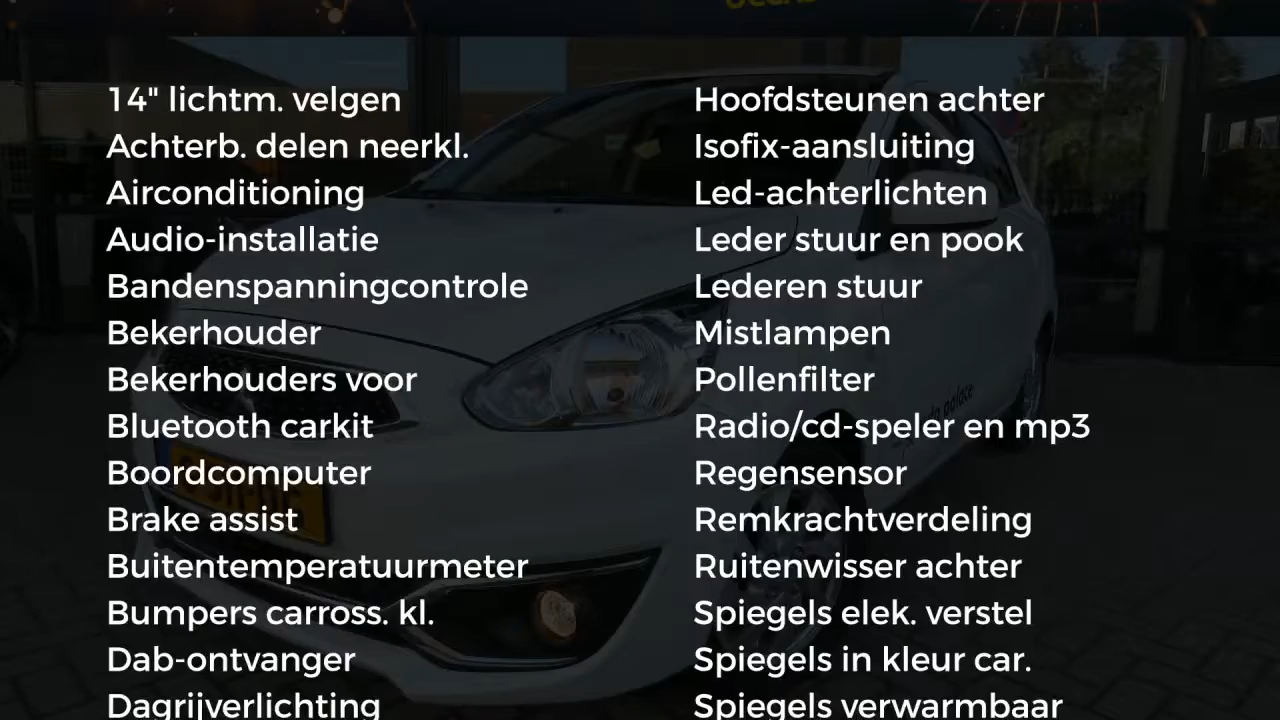 14" lichtm. velgen
Achterb. delen neerkl.
Airconditioning
Audio-installatie
Bandenspanningcontrole
Bekerhouder
Bekerhouders voor
Bluetooth carkit
Boordcomputer
Brake assist
Buitentemperatuurmeter
Bumpers carross. kl.
Dab-ontvanger
Dagrijverlichting
Hoofdsteunen achter
Isofix-aansluiting
Led-achterlichten
Leder stuur en pook
Lederen stuur
Mistlampen
Pollenfilter
Radio/cd-speler en mp3
Regensensor
Remkrachtverdeling
Ruitenwisser achter
Spiegels elek. verstel
Spiegels in kleur car.
Spiegels verwarmbaar